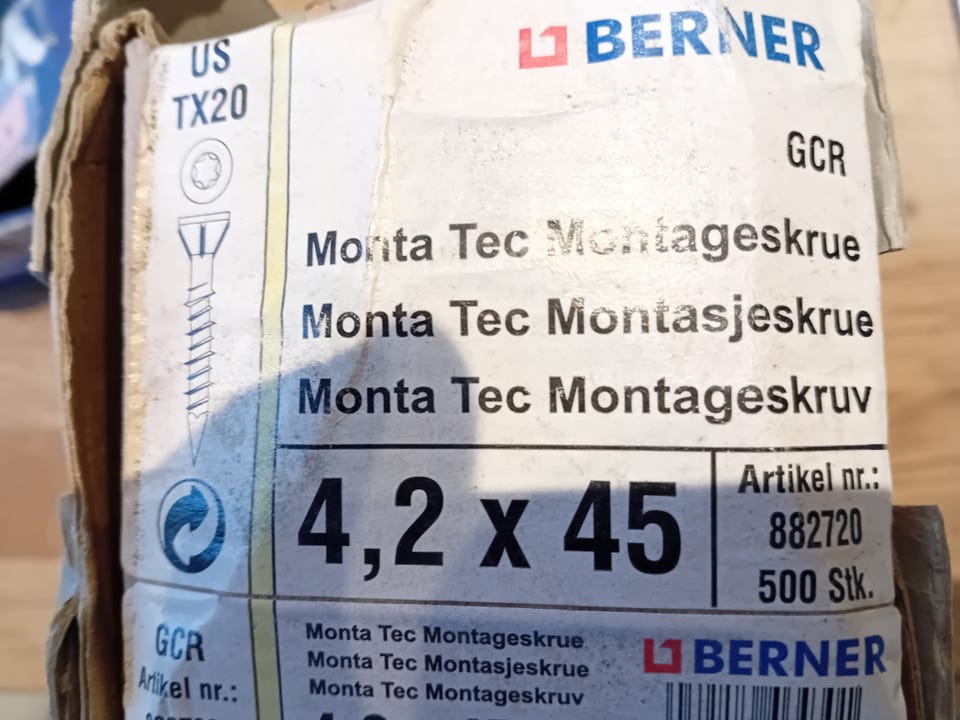 US
TX20
BERNER
GCR
Monta Tec Montageskrue
Monta Tec Montasjeskrue
Monta Tec Montageskruv
4,2 x 45
Artikel nr.:
882720
500 Stk.
GCR
Artikel nr.:
Monta Tec Montageskrue
Monta Tec Montasjeskrue
Monta Tec Montageskruv
BERNER